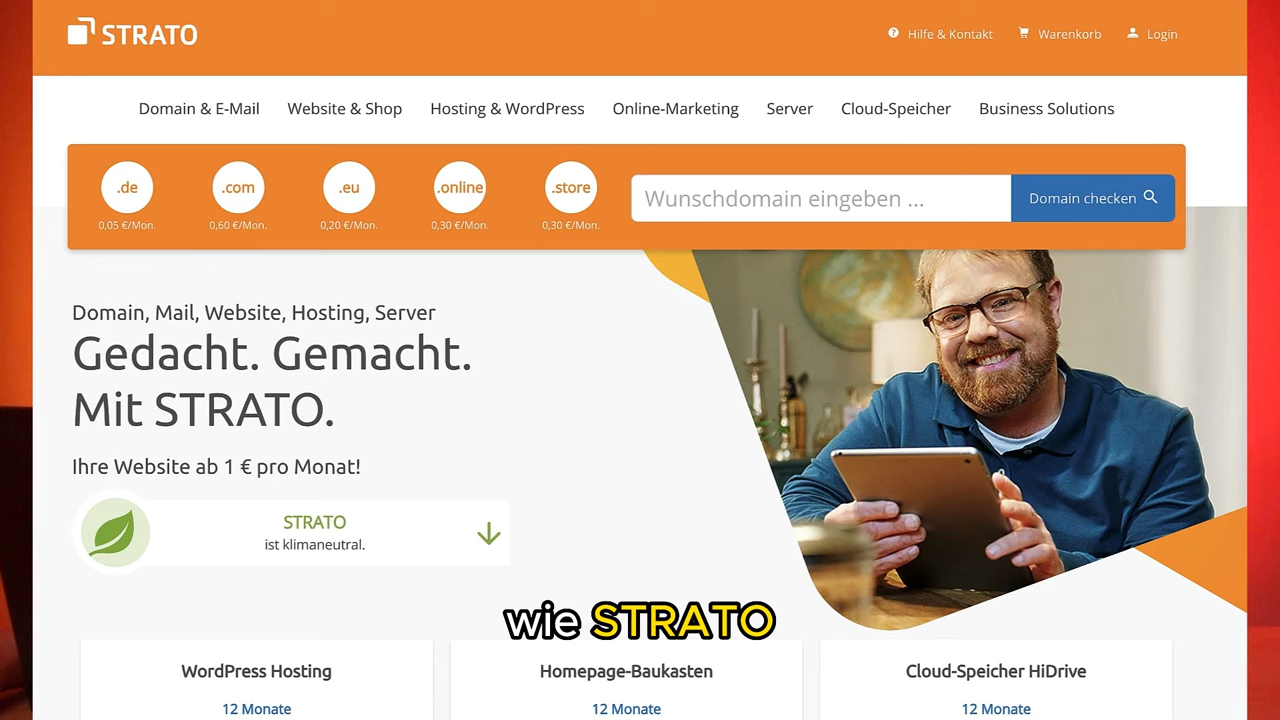 STRATO
Hilfe & Kontakt Warenkorb Login
Domain & E-Mail Website & Shop Hosting & WordPress Online-Marketing Server Cloud-Speicher Business Solutions
.de .com .eu .online .store
0,05 €/Mon. 0,60 €/Mon. 0,20 €/Mon. 0,30 €/Mon. 0,30 €/Mon.
Wunschdomain eingeben ... Domain checken
Domain, Mail, Website, Hosting, Server
Gedacht. Gemacht.
Mit STRATO.
Ihre Website ab 1 € pro Monat!
STRATO
ist klimaneutral.
wie STRATO
WordPress Hosting Homepage-Baukasten Cloud-Speicher HiDrive
12 Monate 12 Monate 12 Monate